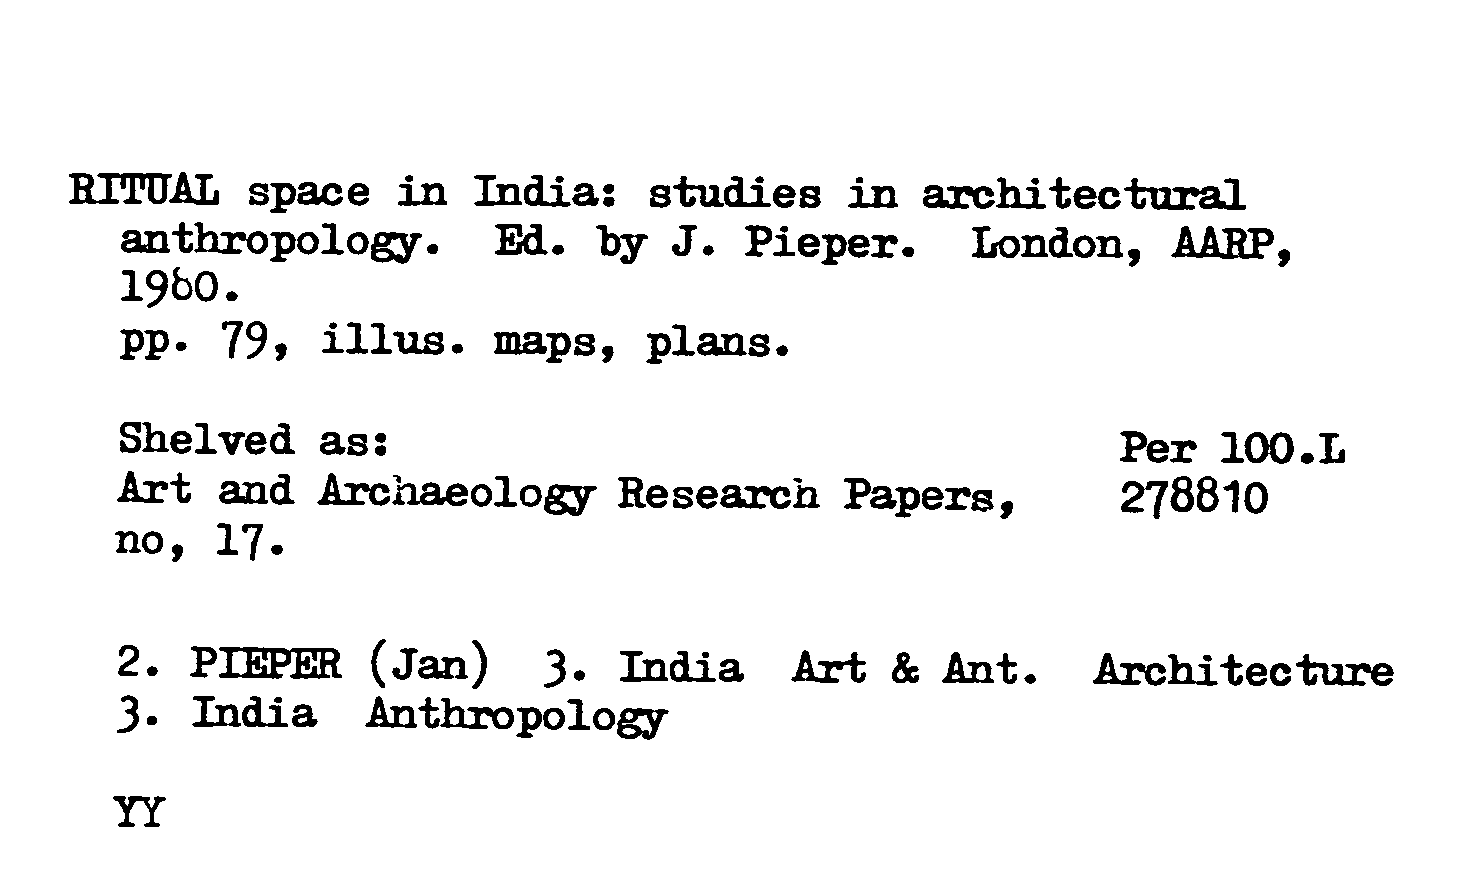 RITUAL space in India: studies in architectural
anthropology. Ed. by J. Pieper. London, AARP,
1980.
pp. 79, illus. maps, plans.
Shelved as:
Art and Archaeology Research Papers,
no, 17.
Per 100.L
278810
2. PIEPER (Jan) 3. India Art & Ant. Architecture
3. India Anthropology
YY